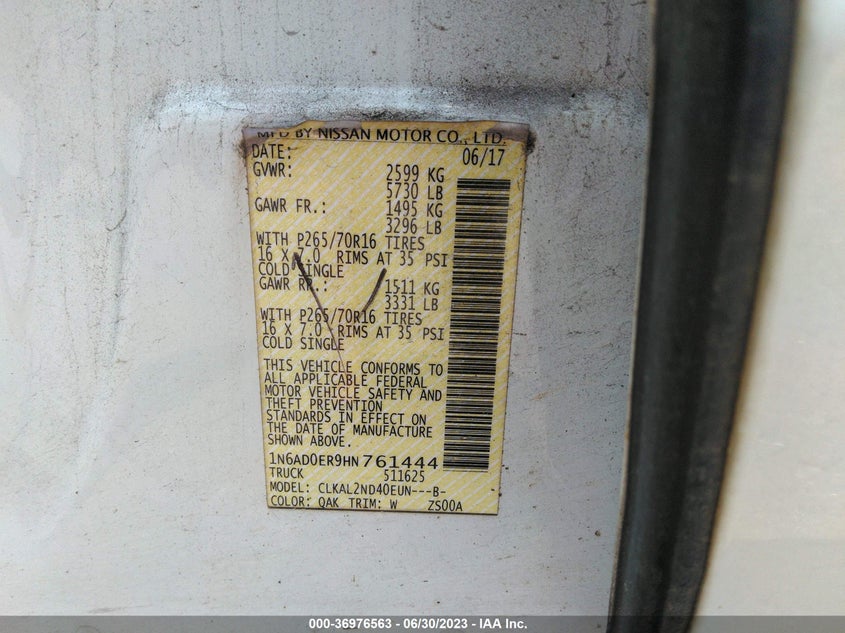 MFD BY NISSAN MOTOR CO., LTD.
DATE: 06/17
GVWR: 2599 KG
5730 LB
GAWR FR.: 1495 KG
3296 LB
WITH P265/70R16 TIRES
16 X 7.0 RIMS AT 35 PSI
COLD SINGLE
GAWR RR.: 1511 KG
3331 LB
WITH P265/70R16 TIRES
16 X 7.0 RIMS AT 35 PSI
COLD SINGLE
THIS VEHICLE CONFORMS TO
ALL APPLICABLE FEDERAL
MOTOR VEHICLE SAFETY AND
THEFT PREVENTION
STANDARDS IN EFFECT ON
THE DATE OF MANUFACTURE
SHOWN ABOVE.
1N6AD0ER9HN761444
TRUCK 511625
MODEL: CLKAL2ND40EUN---B-
COLOR: QAK TRIM: W ZS00A
000-36976563 - 06/30/2023 - IAA Inc.